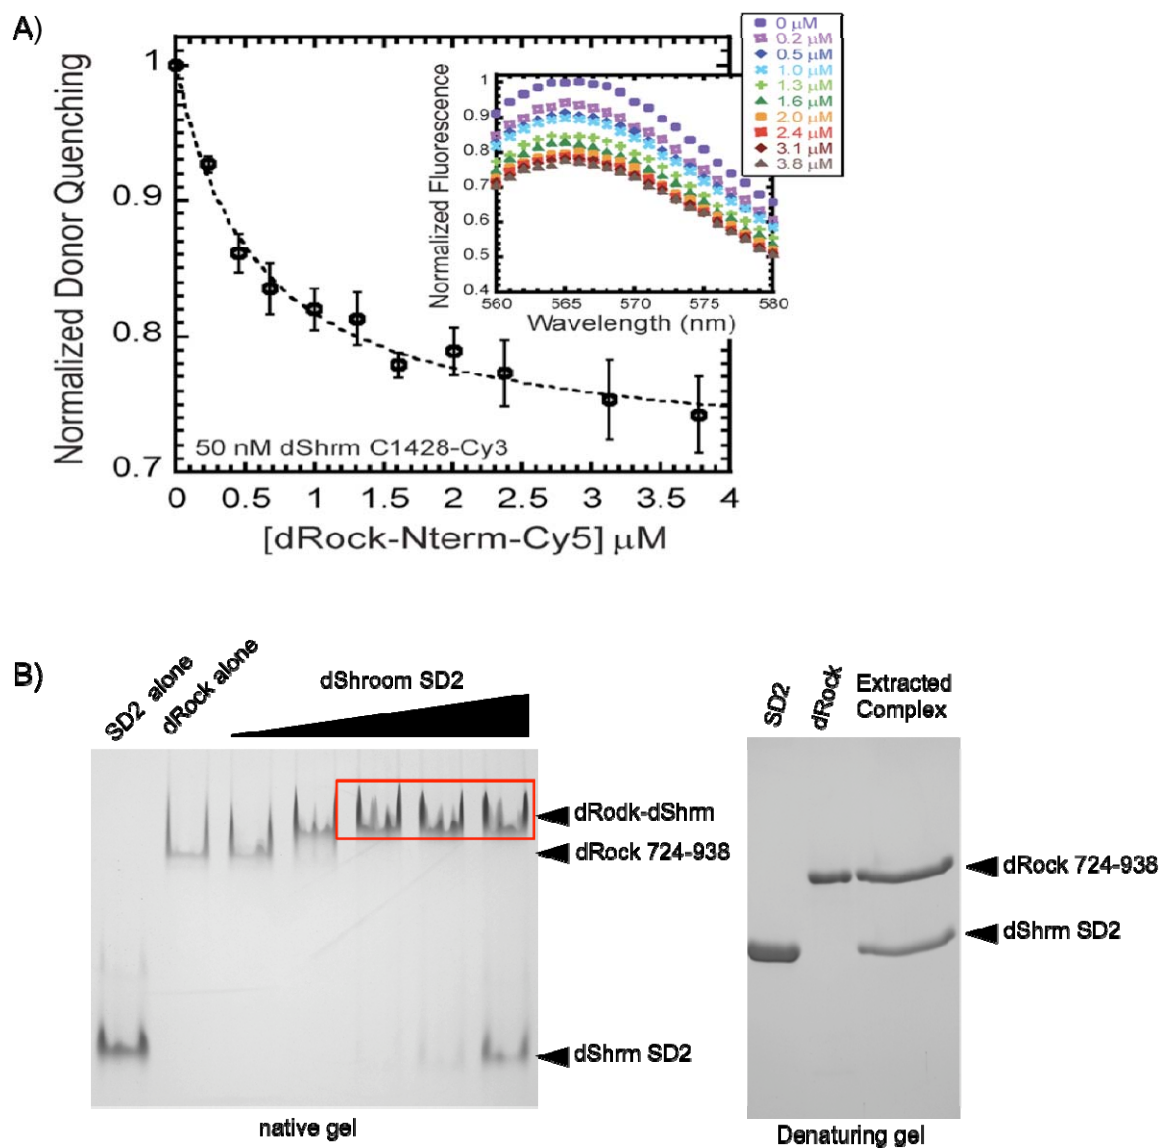 A)
Normalized Donor Quenching
1
0.9
0.8
0.7
0
0.5
1
1.5
2
2.5
3
3.5
4
[dRock-Nterm-Cy5] μM
50 nM dShrm C1428-Cy3
Normalized Fluorescence
1
0.9
0.8
0.7
0.6
0.5
0.4
560
565
570
575
580
Wavelength (nm)
0 μM
0.2 μM
0.5 μM
1.0 μM
1.3 μM
1.6 μM
2.0 μM
2.4 μM
3.1 μM
3.8 μM
B)
SD2 alone
dRock alone
dShroom SD2
dRodk-dShrm
dRock 724-938
dShrm SD2
native gel
SD2
dRock
Extracted
Complex
dRock 724-938
dShrm SD2
Denaturing gel